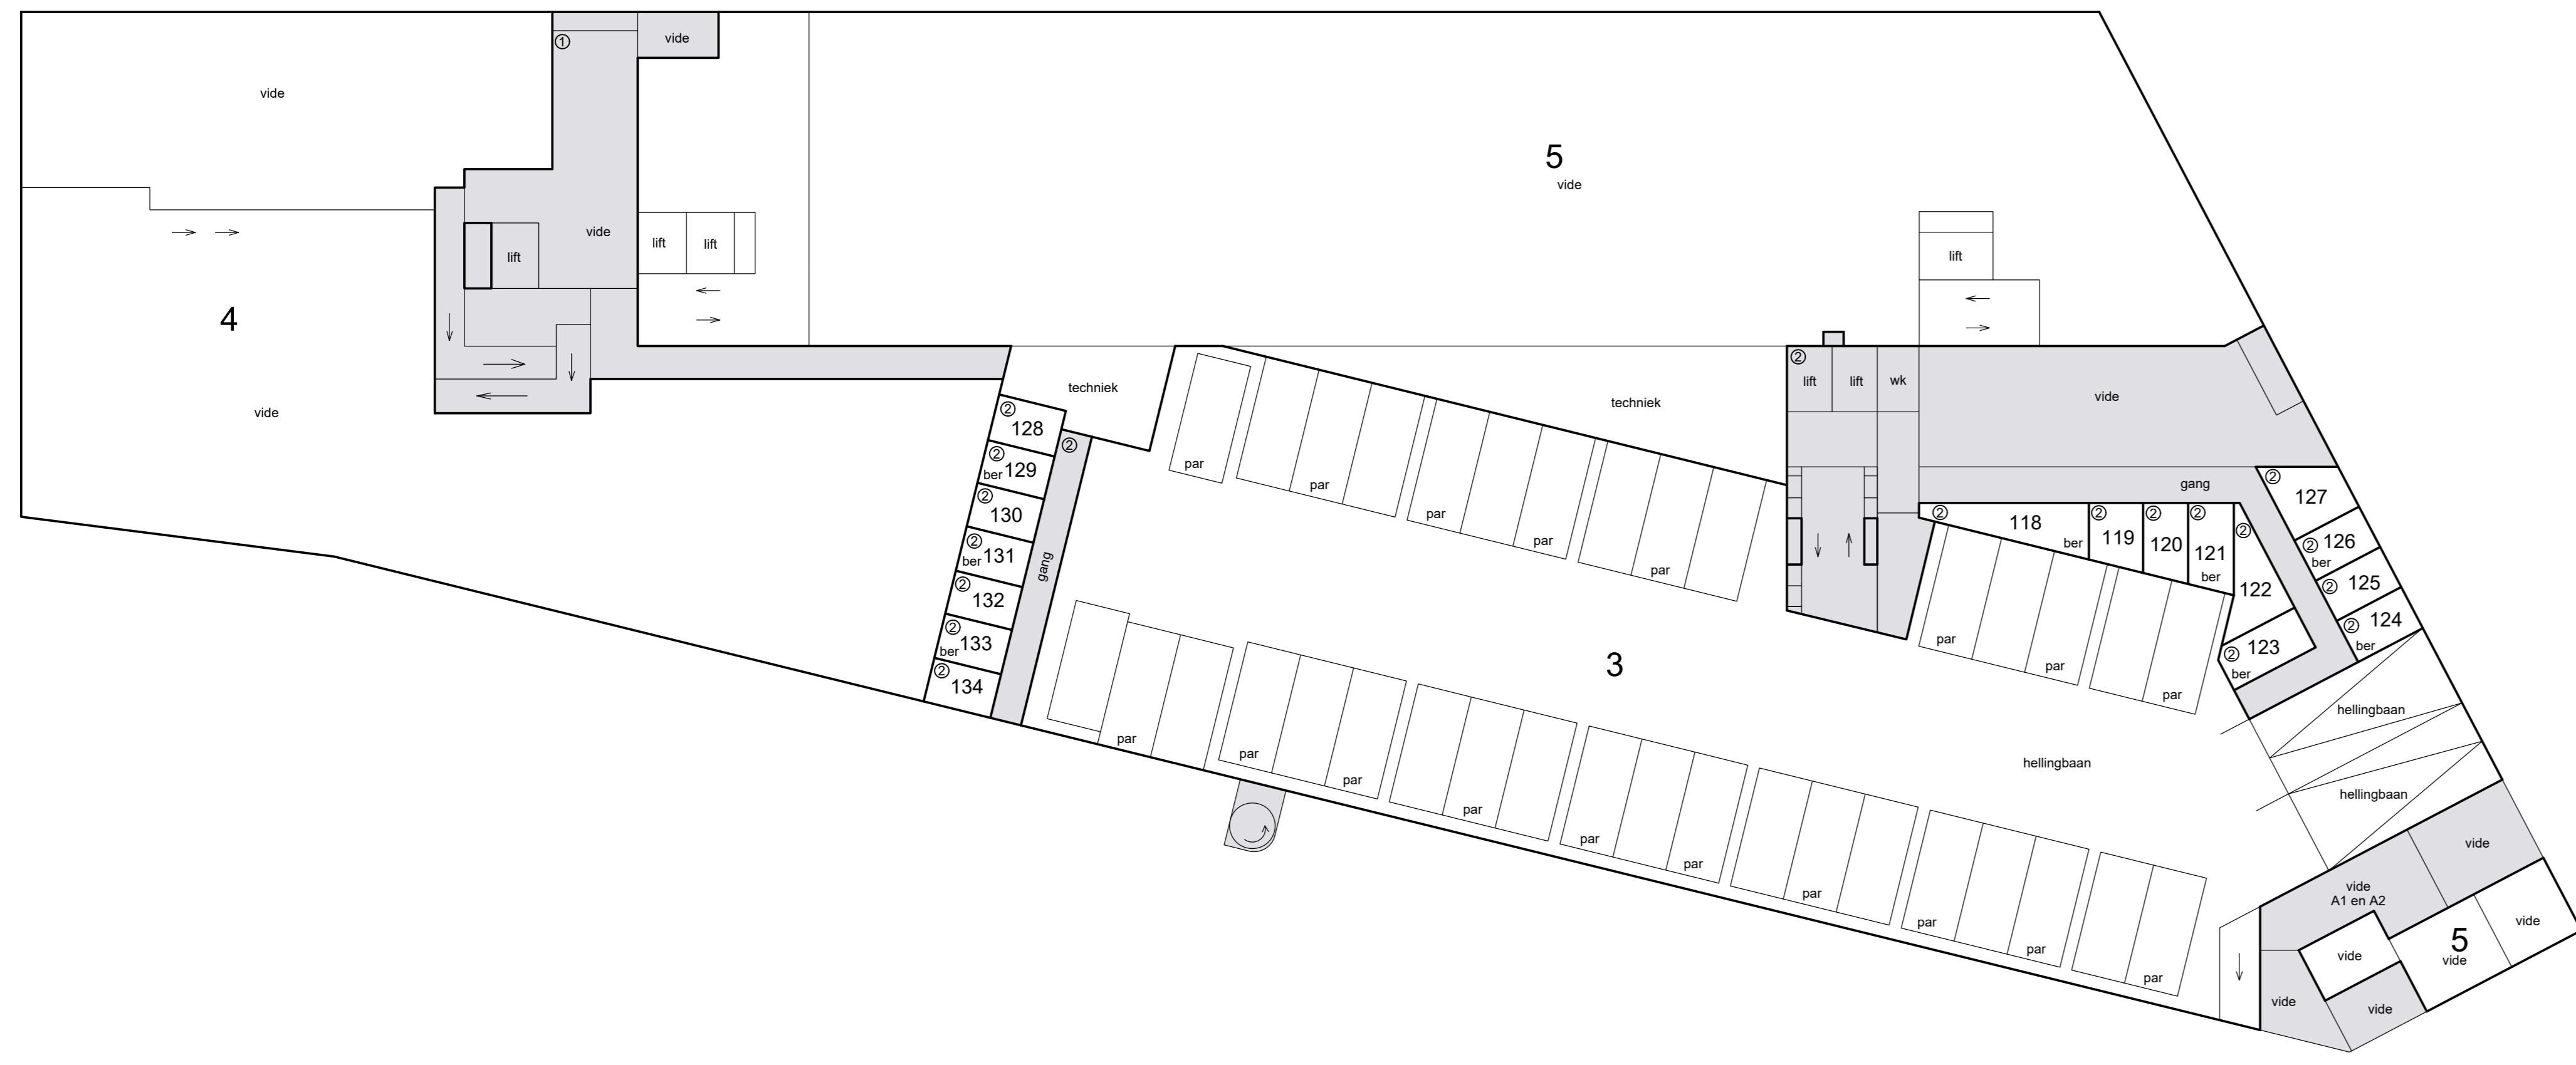 ①
vide
vide
5
vide
vide
lift
lift
lift
lift
4
vide
techniek
techniek
②
lift
lift
wk
vide
② 128
②
② ber 129
② 130
② ber 131
② 132
② ber 133
② 134
gang
par
par
par
par
par
gang
② 127
② 118 ber
② 119
② 120
② 121 ber
② 122
② 126 ber
② 125
② 124 ber
② 123 ber
3
par
par
par
hellingbaan
hellingbaan
hellingbaan
par
par
par
par
par
par
par
par
par
par
vide
vide
A1 en A2
vide
5
vide
vide
vide
vide